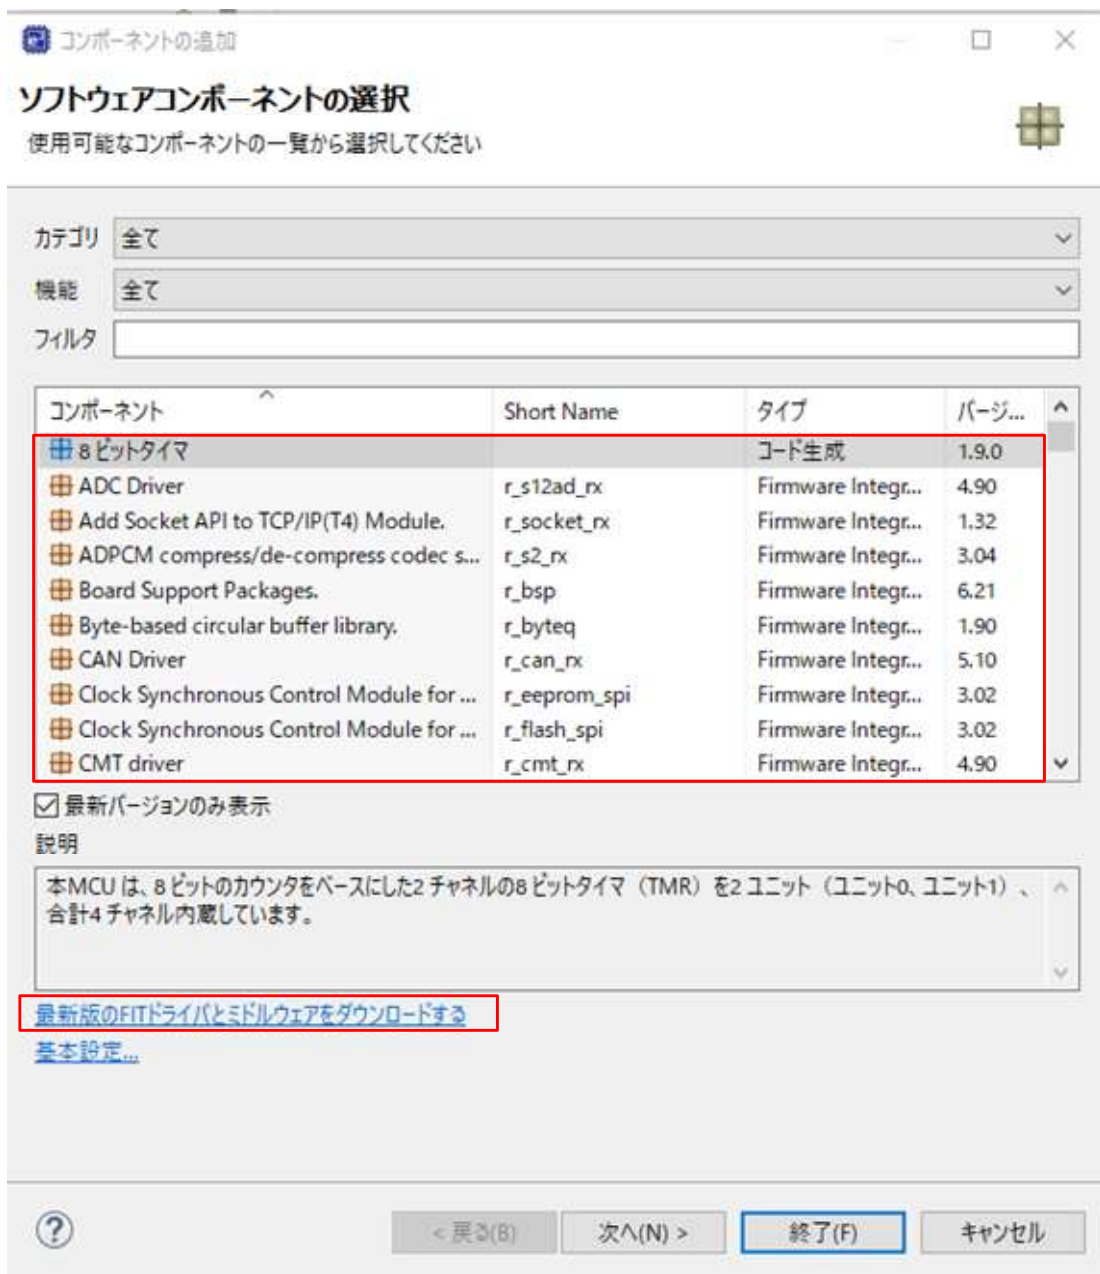 コンポーネントの追加
ソフトウェアコンポーネントの選択
使用可能なコンポーネントの一覧から選択してください
カテゴリ 全て
機能 全て
フィルタ
コンポーネント Short Name タイプ バージ...
8 ビットタイマ コード生成 1.9.0
ADC Driver r_s12ad_rx Firmware Integr... 4.90
Add Socket API to TCP/IP(T4) Module. r_socket_rx Firmware Integr... 1.32
ADPCM compress/de-compress codec s... r_s2_rx Firmware Integr... 3.04
Board Support Packages. r_bsp Firmware Integr... 6.21
Byte-based circular buffer library. r_byteq Firmware Integr... 1.90
CAN Driver r_can_rx Firmware Integr... 5.10
Clock Synchronous Control Module for ... r_eeprom_spi Firmware Integr... 3.02
Clock Synchronous Control Module for ... r_flash_spi Firmware Integr... 3.02
CMT driver r_cmt_rx Firmware Integr... 4.90
最新バージョンのみ表示
説明
本MCU は、8 ビットのカウンタをベースにした2 チャネルの8 ビットタイマ（TMR）を2 ユニット（ユニット0、ユニット1）、
合計4 チャネル内蔵しています。
最新版のFITドライバとミドルウェアをダウンロードする
基本設定...
< 戻る(B) 次へ(N) > 終了(F) キャンセル